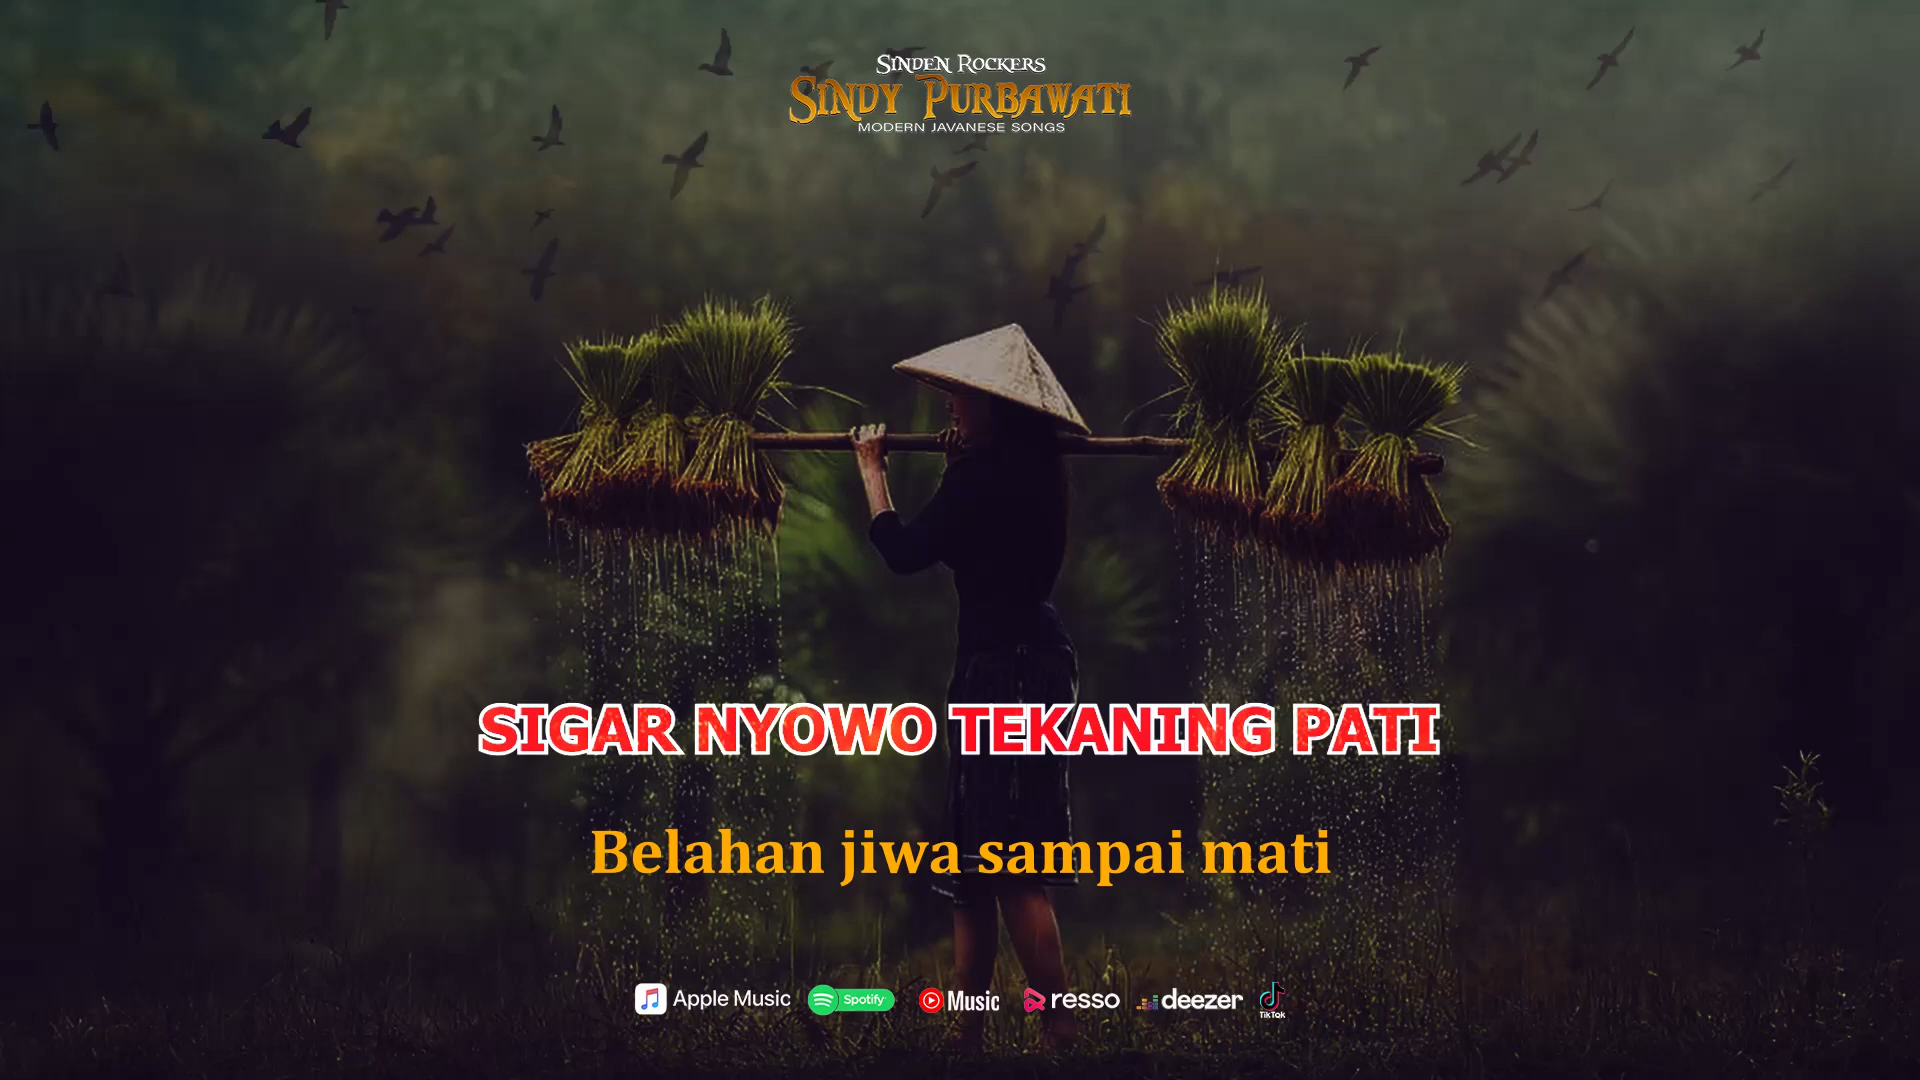 Sinden Rockers
Sindy Purbawati
MODERN JAVANESE SONGS
SIGAR NYOWO TEKANING PATI
Belahan jiwa sampai mati
Apple Music Spotify Music resso deezer TikTok